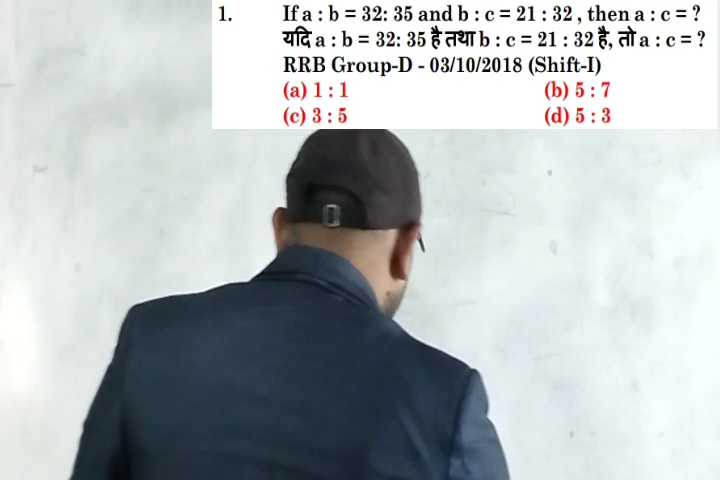 1. If a : b = 32: 35 and b : c = 21 : 32 , then a : c = ?
यदि a : b = 32: 35 है तथा b : c = 21 : 32 है, तो a : c = ?
RRB Group-D - 03/10/2018 (Shift-I)
(a) 1 : 1 (b) 5 : 7
(c) 3 : 5 (d) 5 : 3